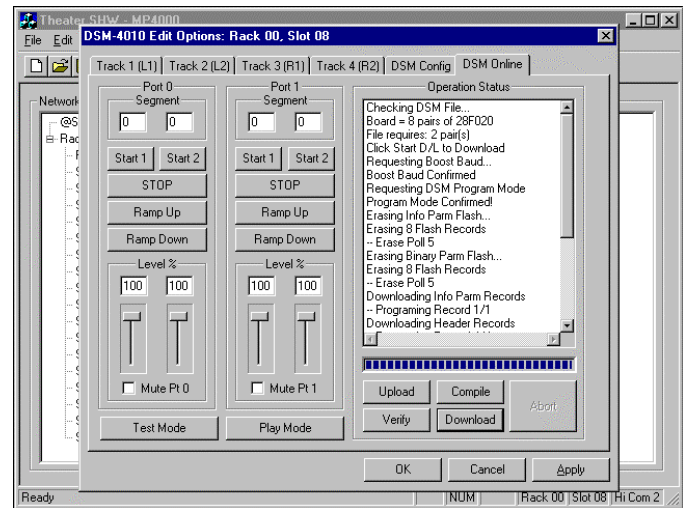 Theater SHW - MP4000
File Edit
DSM-4010 Edit Options: Rack 00, Slot 08
Track 1 (L1) Track 2 (L2) Track 3 (R1) Track 4 (R2) DSM Config DSM Online
Network
@S
Rac
Port 0
Segment
0 0
Start 1 Start 2
STOP
Ramp Up
Ramp Down
Level %
100 100
Mute Pt 0
Test Mode
Port 1
Segment
0 0
Start 1 Start 2
STOP
Ramp Up
Ramp Down
Level %
100 100
Mute Pt 1
Play Mode
Operation Status
Checking DSM File...
Board = 8 pairs of 28F020
File requires: 2 pair(s)
Click Start D/L to Download
Requesting Boost Baud...
Boost Baud Confirmed
Requesting DSM Program Mode
Program Mode Confirmed!
Erasing Info Parm Flash...
Erasing 8 Flash Records
-- Erase Poll 5
Erasing Binary Parm Flash...
Erasing 8 Flash Records
-- Erase Poll 5
Downloading Info Parm Records
-- Programing Record 1/1
Downloading Header Records
Upload Compile
Verify Download
Abort
OK Cancel Apply
Ready NUM Rack 00 Slot 08 Hi Com 2